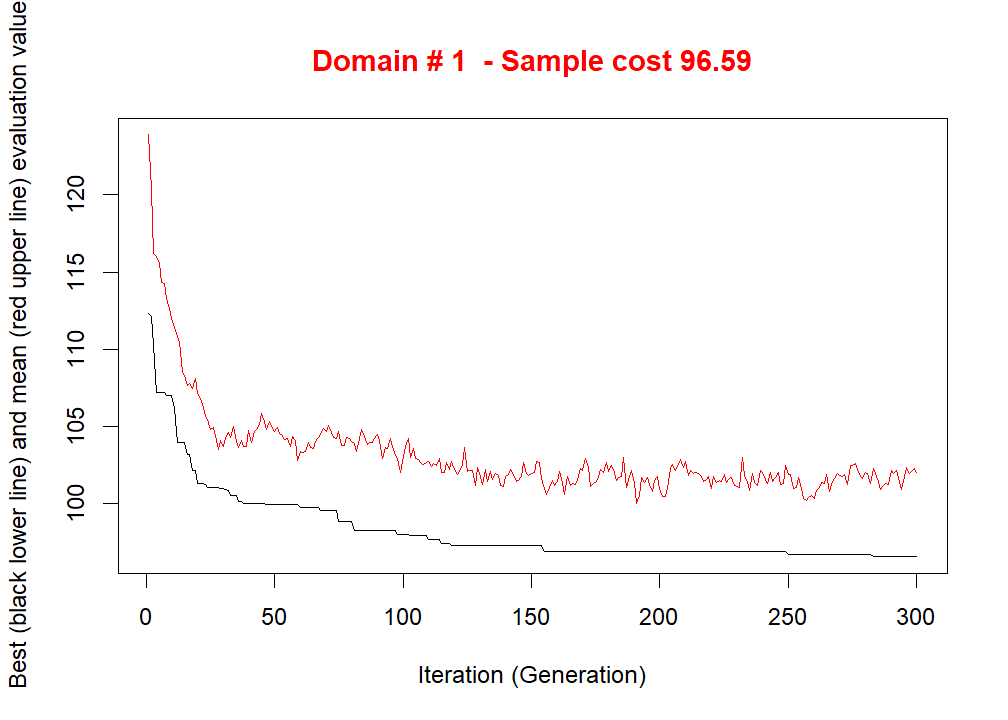 Domain # 1  - Sample cost 96.59
Best (black lower line) and mean (red upper line) evaluation value
120
115
110
105
100
0 50 100 150 200 250 300
Iteration (Generation)